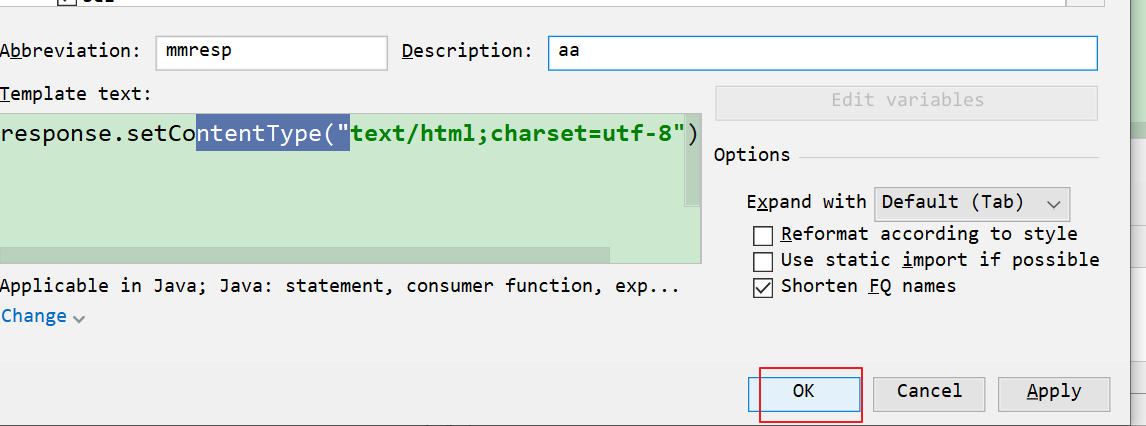 Abbreviation: mmresp Description: aa
Template text:
Edit variables
response.setContentType("text/html;charset=utf-8")
Options
Expand with Default (Tab)
Reformat according to style
Use static import if possible
Shorten FQ names
Applicable in Java; Java: statement, consumer function, exp...
Change
OK Cancel Apply